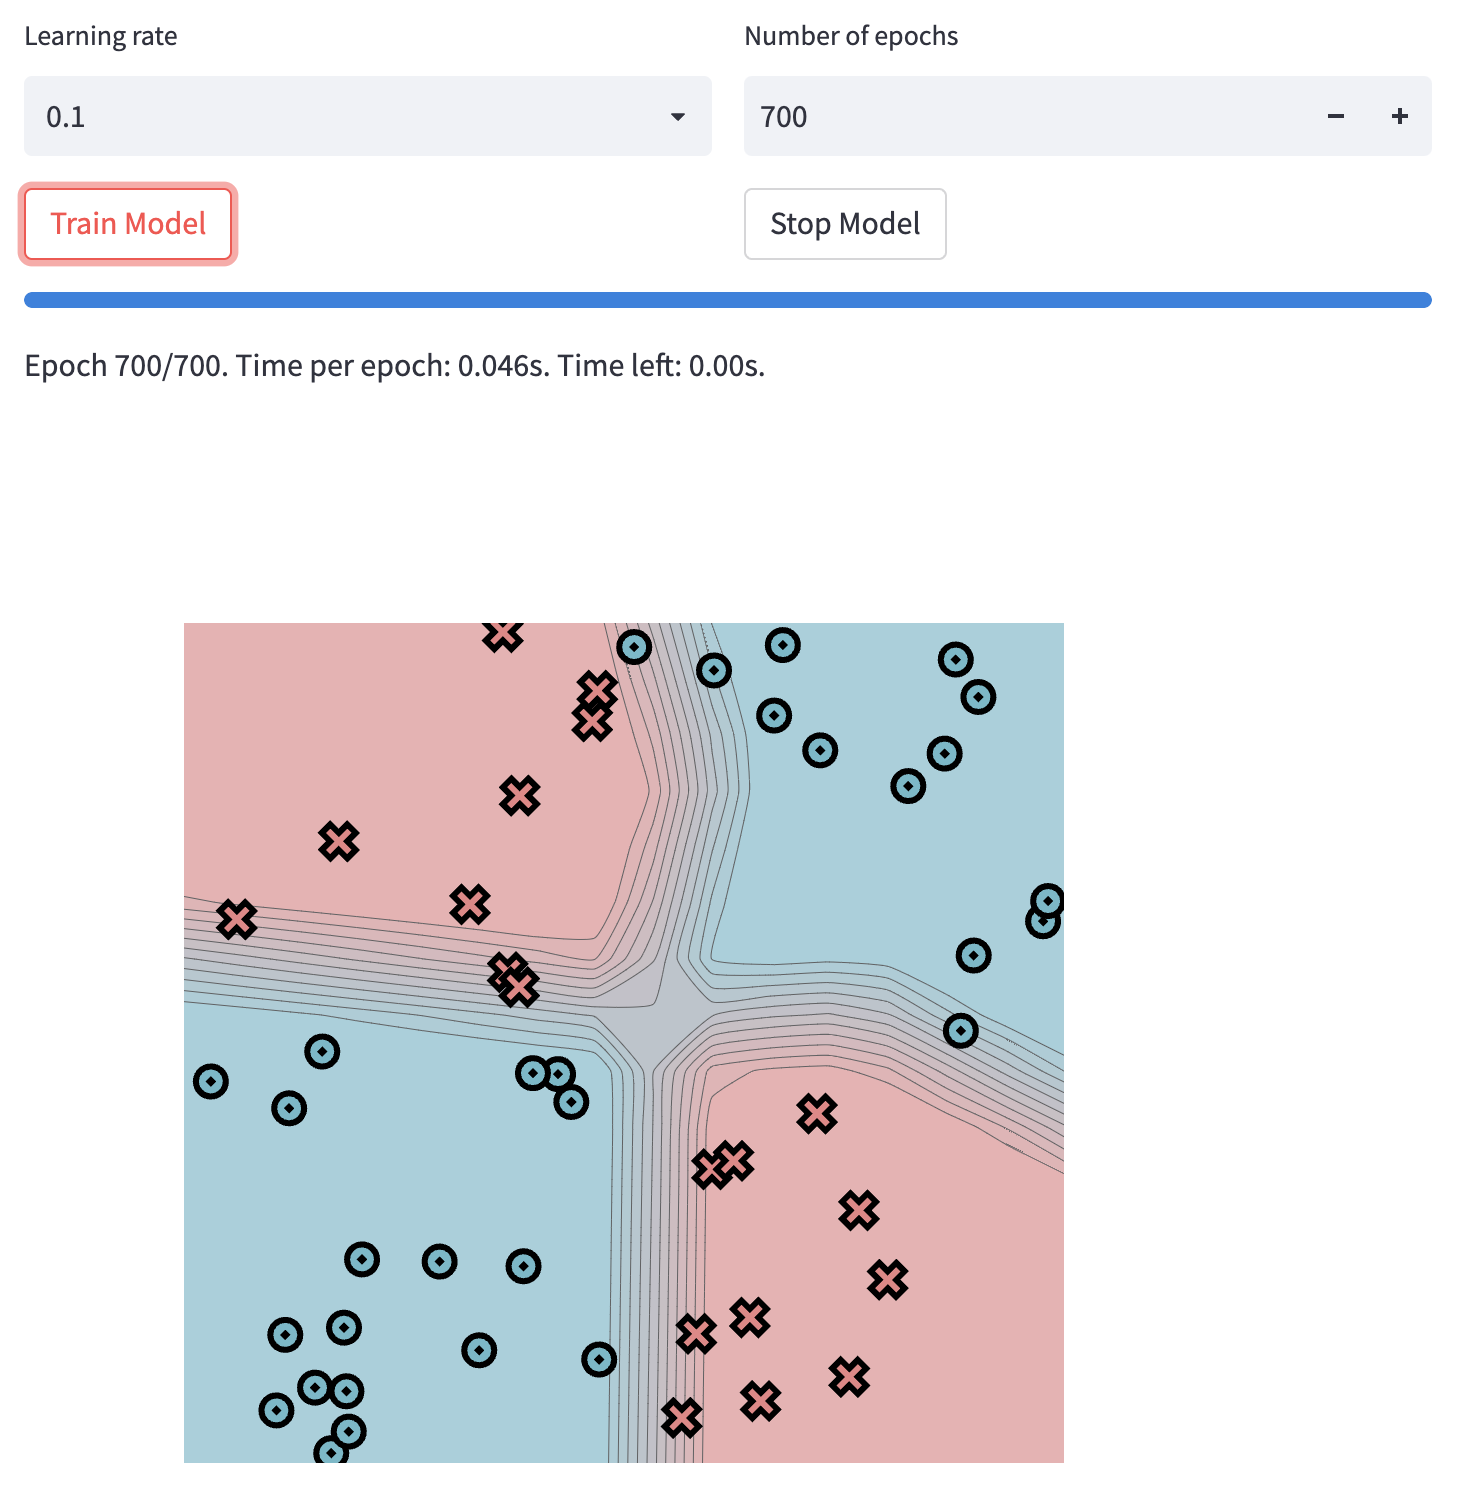 Learning rate
Number of epochs
0.1
700
Train Model
Stop Model
Epoch 700/700. Time per epoch: 0.046s. Time left: 0.00s.